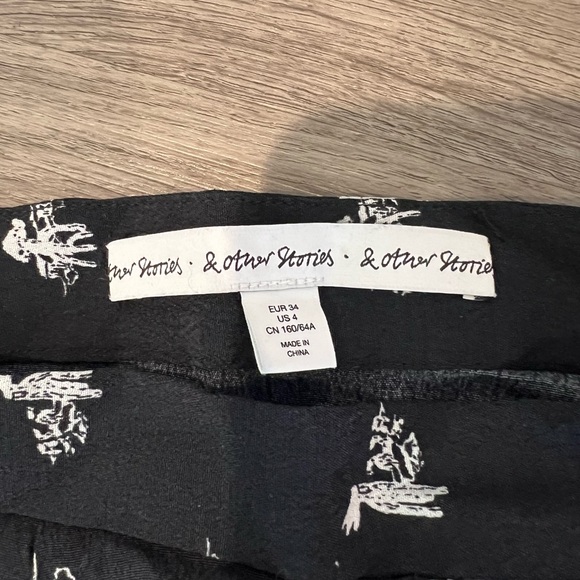 ther Stories · & other Stories · & other Stories
EUR 34
US 4
CN 160/64A
MADE IN
CHINA